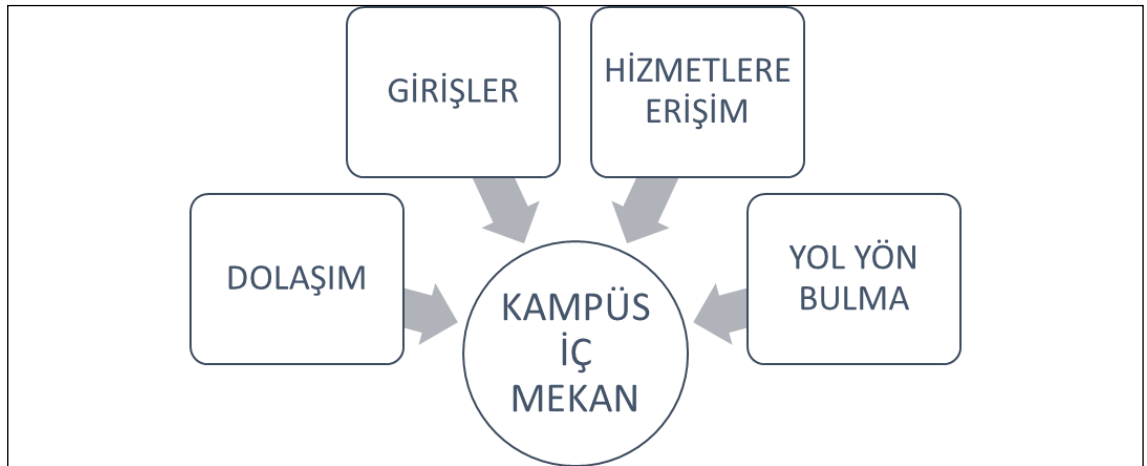 GİRİŞLER
HİZMETLERE
ERİŞİM
DOLAŞIM
YOL YÖN
BULMA
KAMPÜS
İÇ
MEKAN